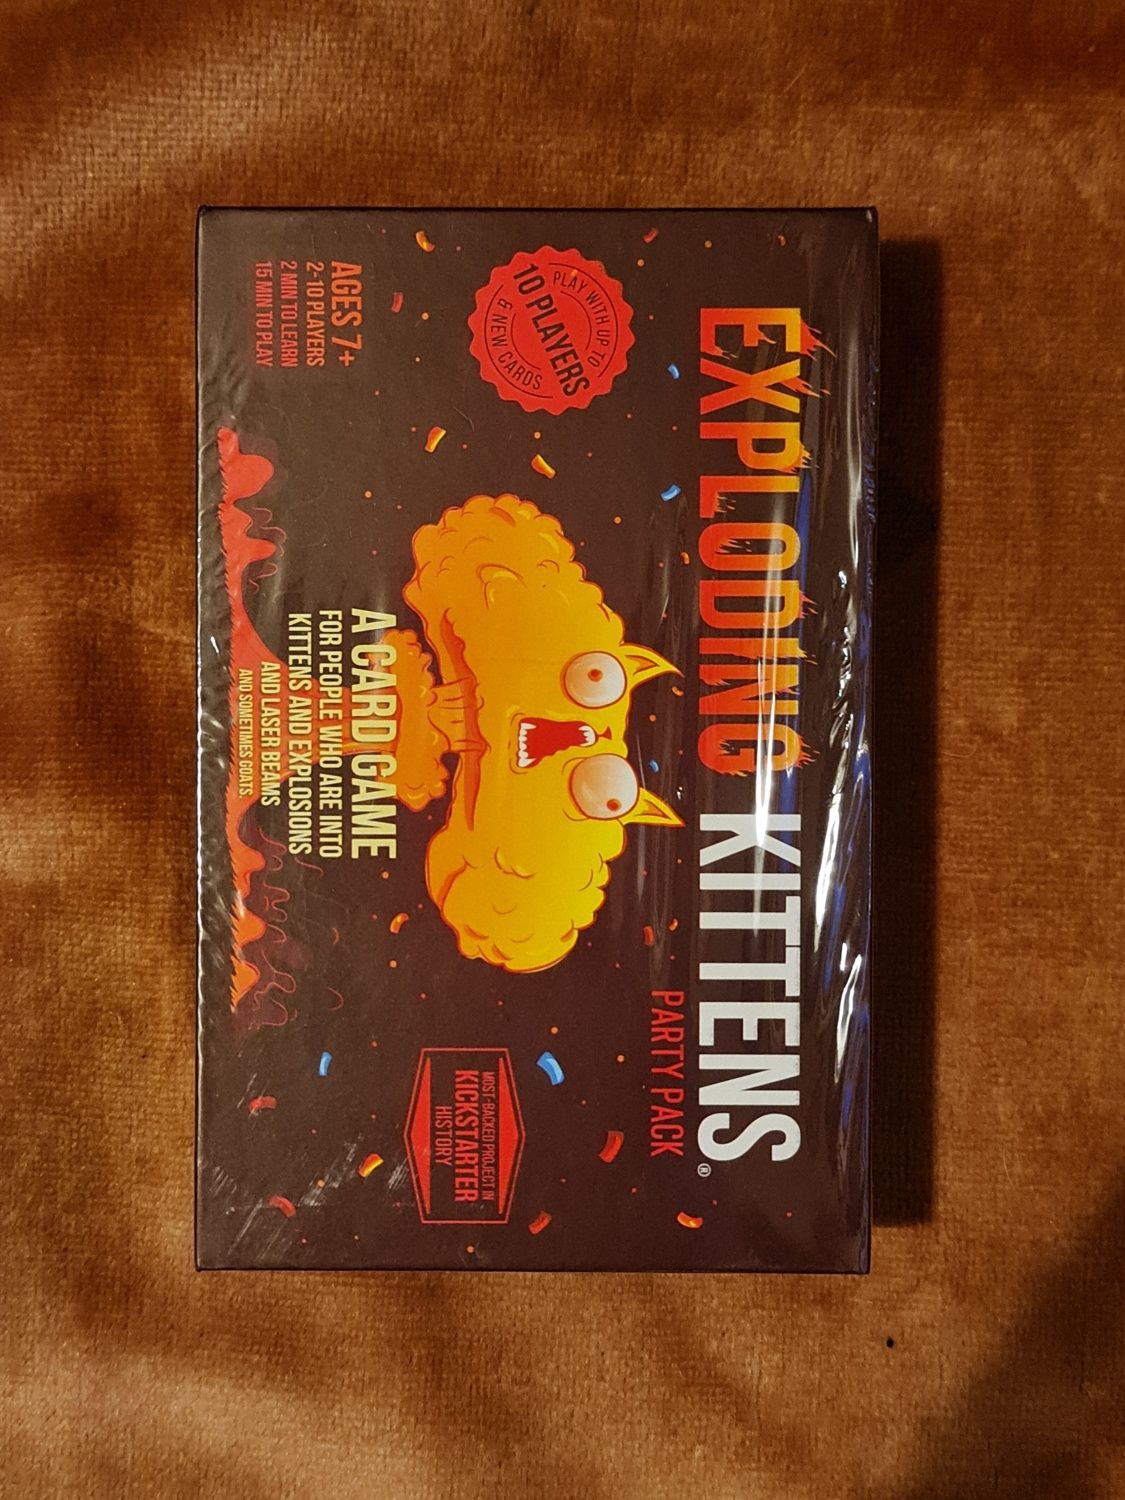 EXPLODING KITTENS®
PARTY PACK
PLAY WITH UP TO
10 PLAYERS
& NEW CARDS
A CARD GAME
FOR PEOPLE WHO ARE INTO
KITTENS AND EXPLOSIONS
AND LASER BEAMS
AND SOMETIMES GOATS.
AGES 7+
2-10 PLAYERS
2 MIN TO LEARN
15 MIN TO PLAY
MOST-BACKED PROJECT IN
KICKSTARTER
HISTORY